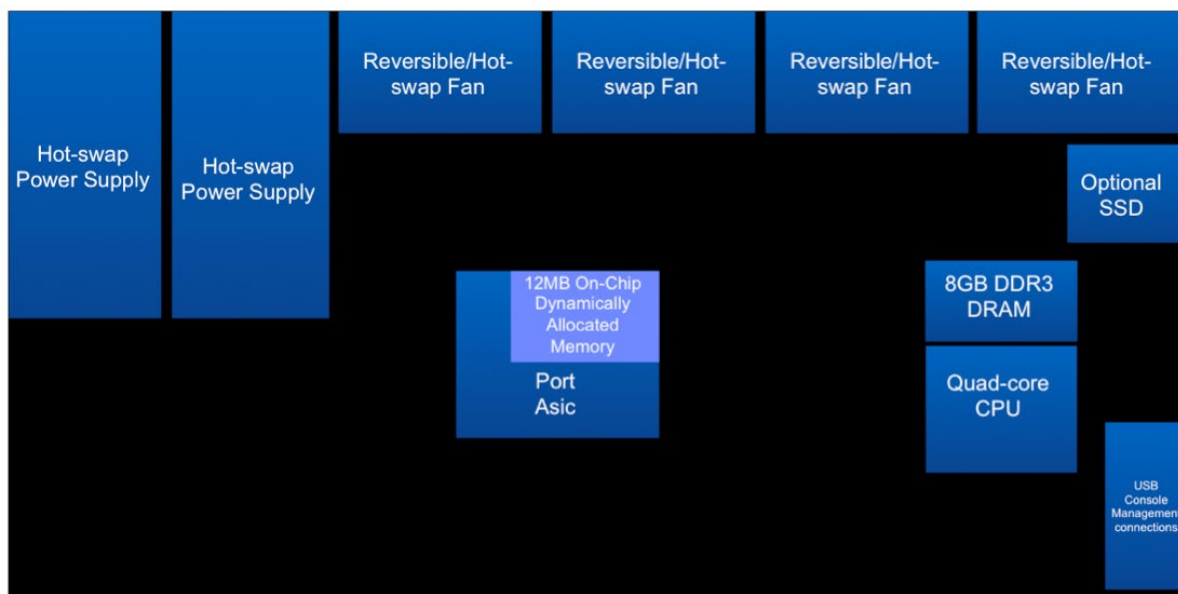 Hot-swap
Power Supply
Hot-swap
Power Supply
Reversible/Hot-
swap Fan
Reversible/Hot-
swap Fan
Reversible/Hot-
swap Fan
Reversible/Hot-
swap Fan
Optional
SSD
12MB On-Chip
Dynamically
Allocated
Memory
Port
Asic
8GB DDR3
DRAM
Quad-core
CPU
USB
Console
Management
connections